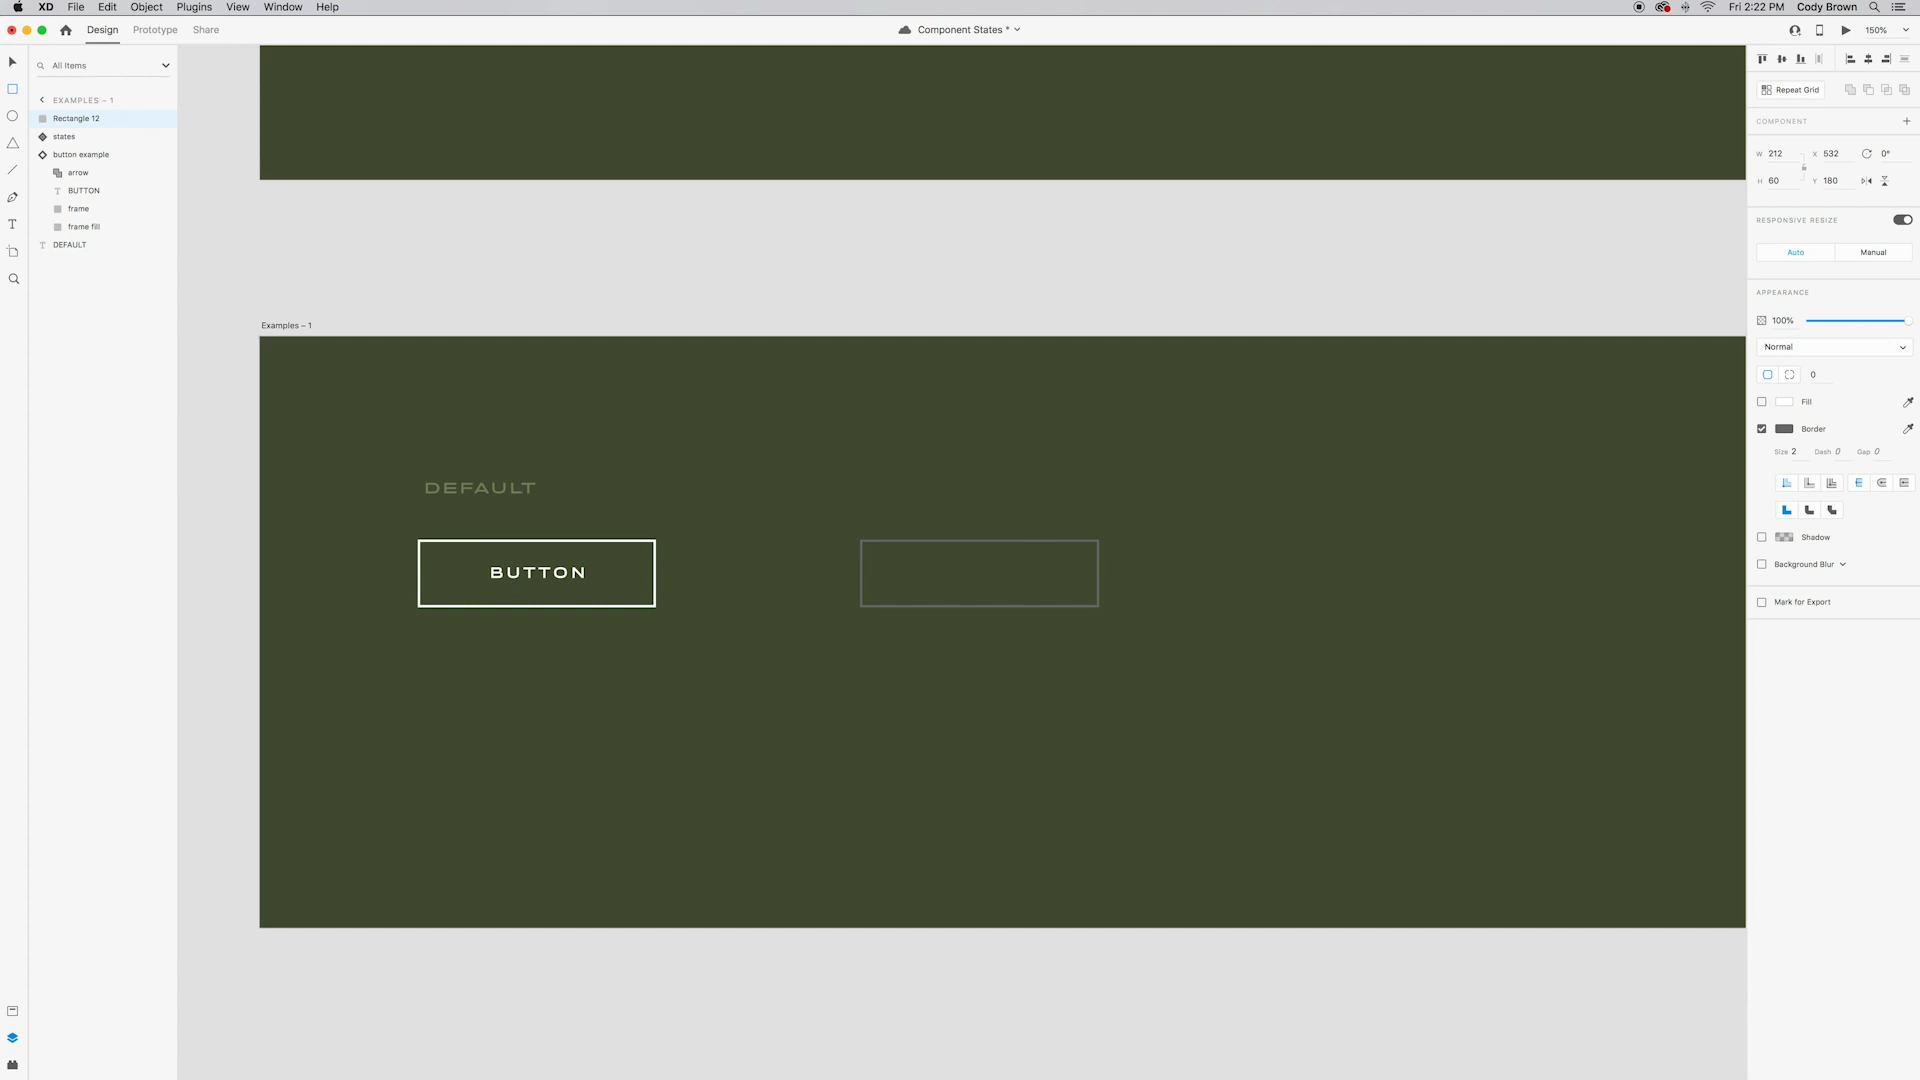 XD File Edit Object Plugins View Window Help
Fri 2:22 PM Cody Brown
Design Prototype Share
Component States *
150%
All Items
EXAMPLES – 1
Rectangle 12
states
button example
arrow
T BUTTON
frame
frame fill
T DEFAULT
T
Examples – 1
DEFAULT
BUTTON
Repeat Grid
COMPONENT
W 212 X 532 0°
H 60 Y 180
RESPONSIVE RESIZE
Auto Manual
APPEARANCE
100%
Normal
0
Fill
Border
Size 2 Dash 0 Gap 0
Shadow
Background Blur
Mark for Export